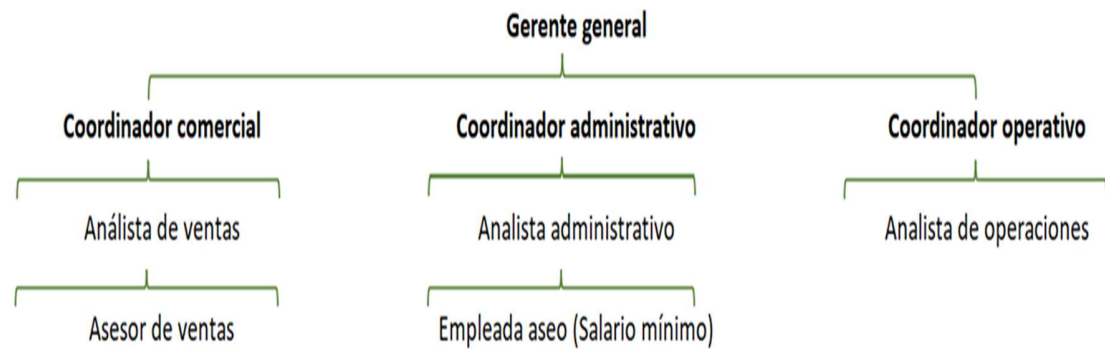 Gerente general
Coordinador comercial
Coordinador administrativo
Coordinador operativo
Análista de ventas
Analista administrativo
Analista de operaciones
Asesor de ventas
Empleada aseo (Salario mínimo)